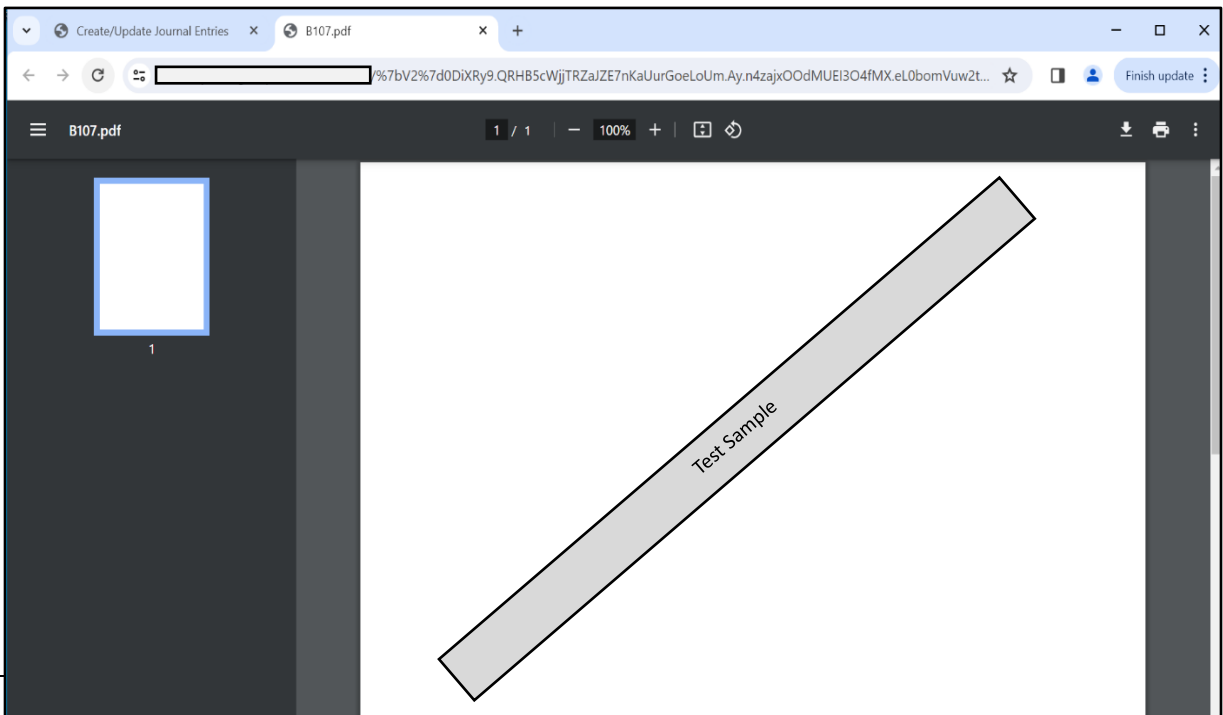 Create/Update Journal Entries
B107.pdf
/%7bV2%7d0DiXRy9.QRHB5cWjjTRZaJZE7nKaUurGoeLoUm.Ay.n4zajxOOdMUEI3O4fMX.eL0bomVuw2t...
Finish update
B107.pdf
1 / 1
100%
1
Test Sample